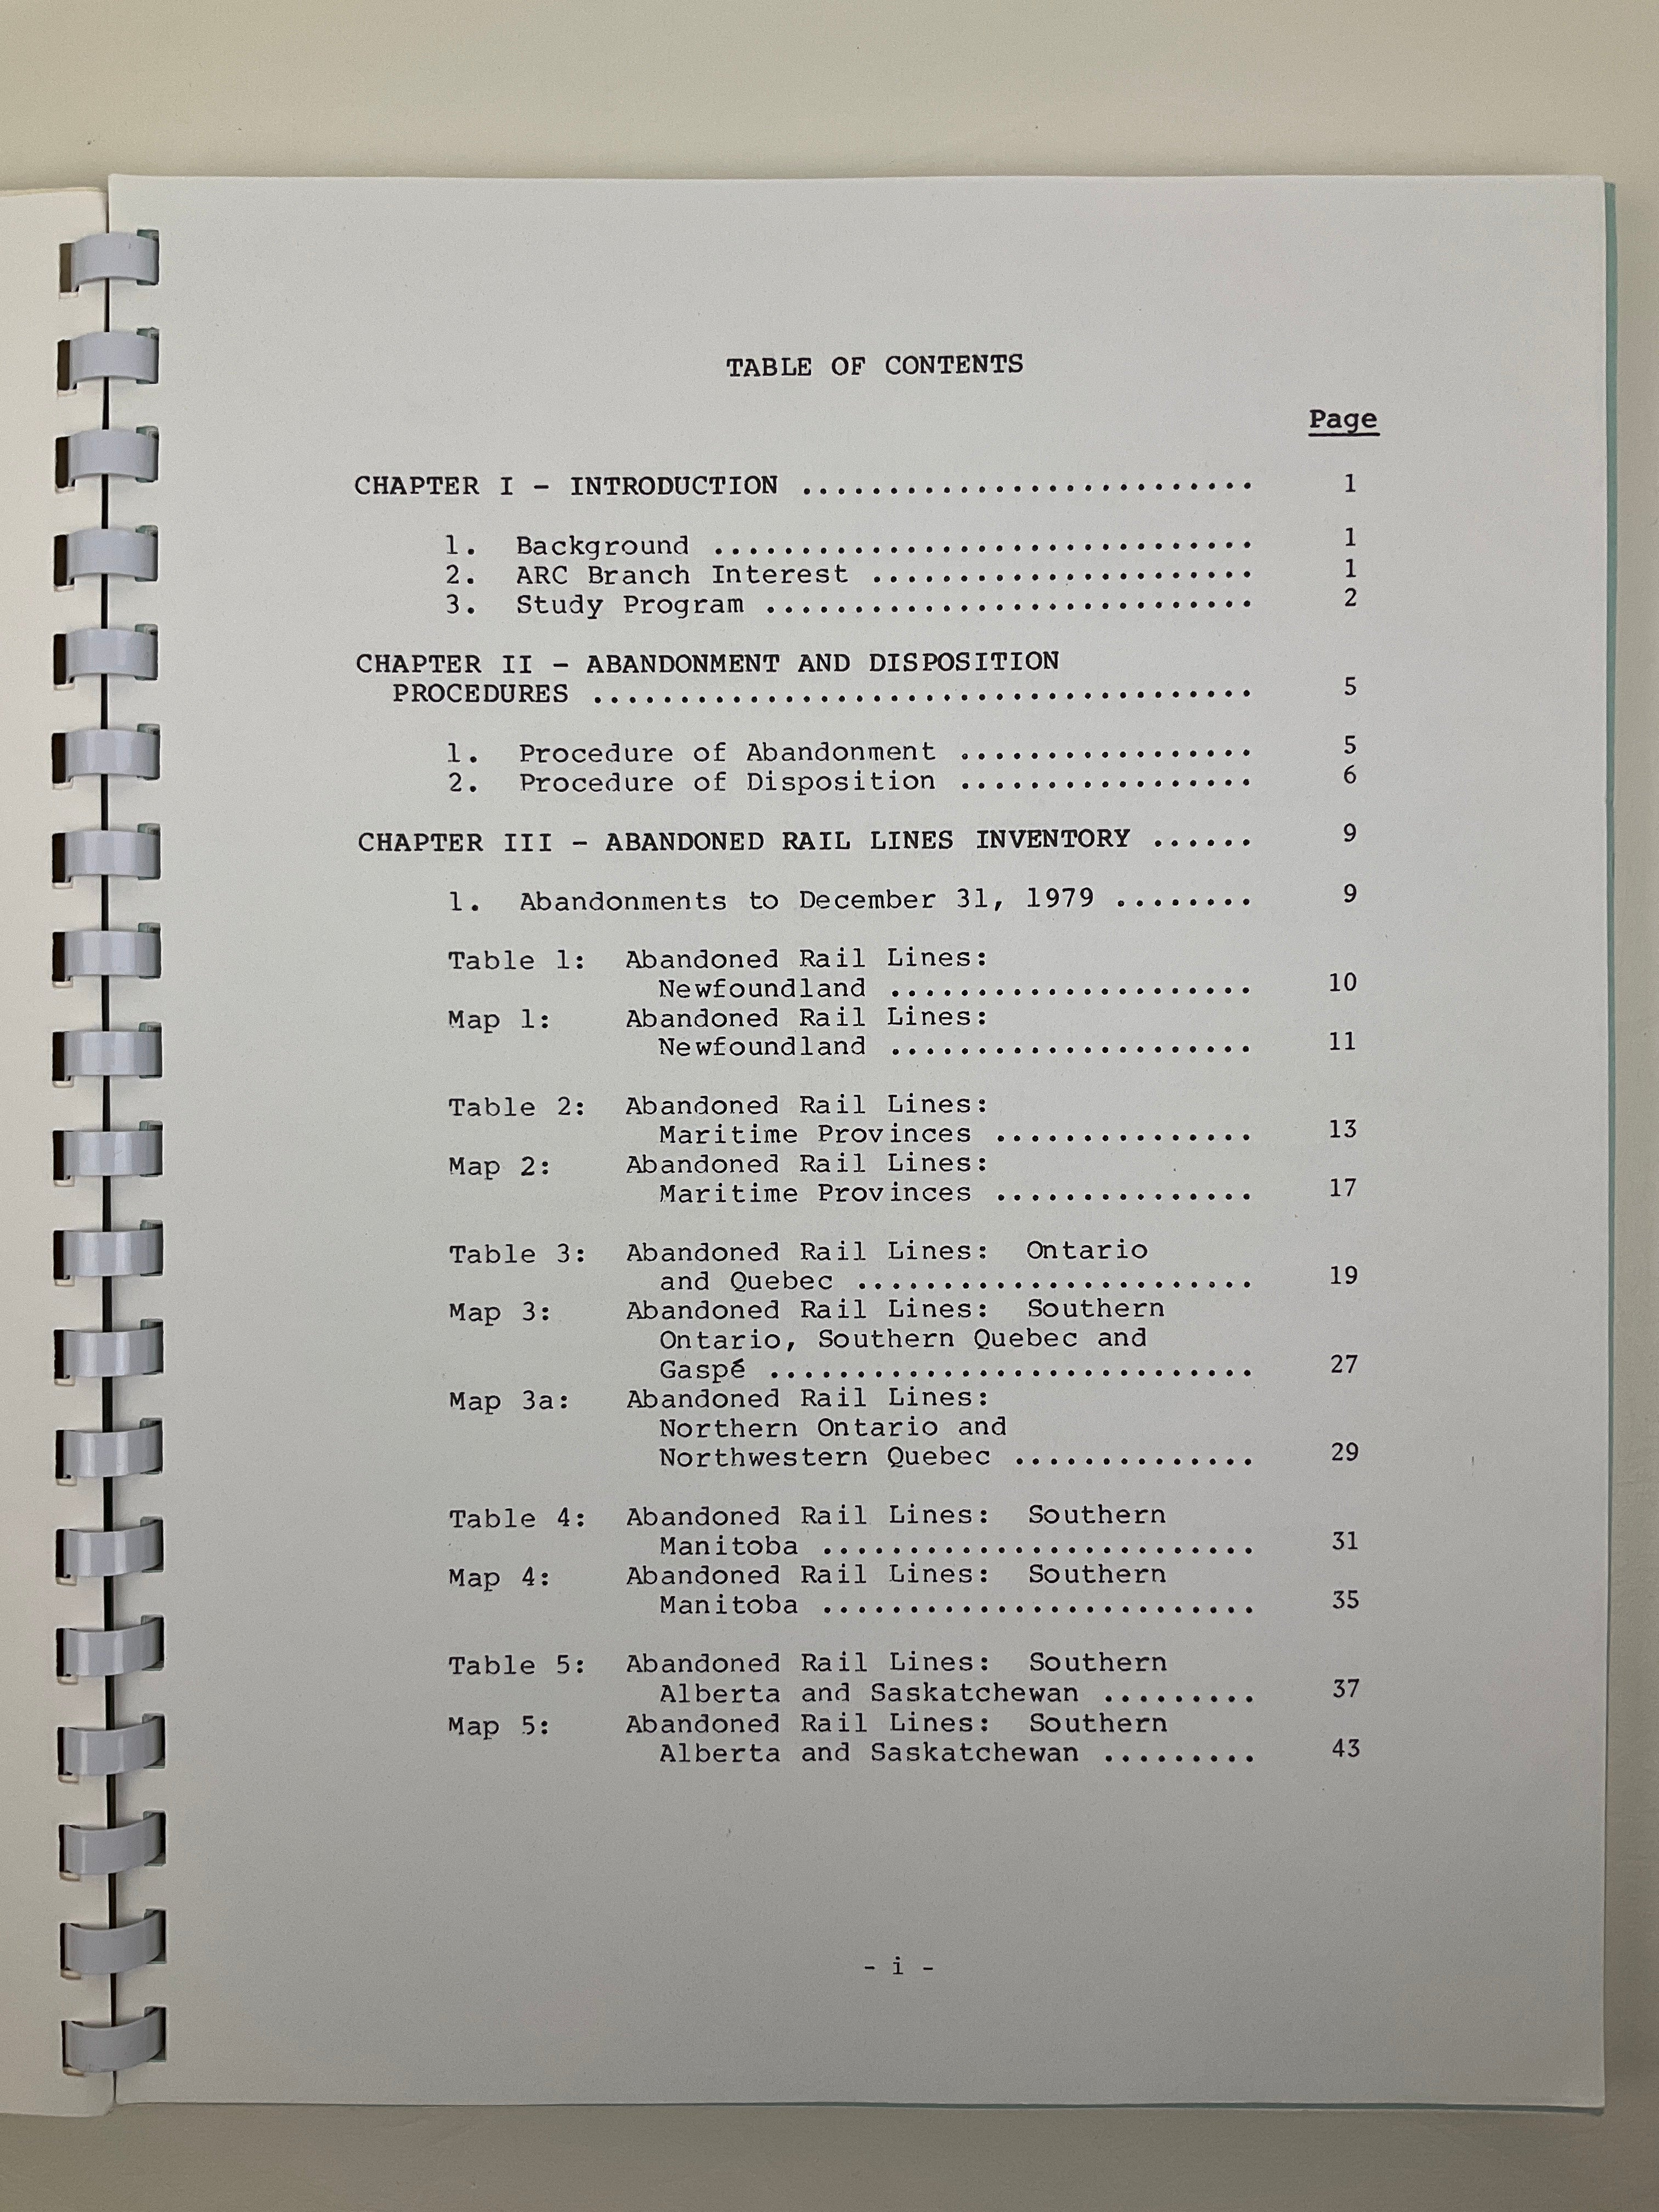 TABLE OF CONTENTS
Page
CHAPTER I - INTRODUCTION .......................... 1
1. Background ............................... 1
2. ARC Branch Interest ...................... 1
3. Study Program ............................ 2
CHAPTER II - ABANDONMENT AND DISPOSITION
PROCEDURES ...................................... 5
1. Procedure of Abandonment ................. 5
2. Procedure of Disposition ................. 6
CHAPTER III - ABANDONED RAIL LINES INVENTORY ...... 9
1. Abandonments to December 31, 1979 ........ 9
Table 1: Abandoned Rail Lines:
Newfoundland ..................... 10
Map 1: Abandoned Rail Lines:
Newfoundland ..................... 11
Table 2: Abandoned Rail Lines:
Maritime Provinces ............... 13
Map 2: Abandoned Rail Lines:
Maritime Provinces ............... 17
Table 3: Abandoned Rail Lines: Ontario
and Quebec ....................... 19
Map 3: Abandoned Rail Lines: Southern
Ontario, Southern Quebec and
Gaspé ............................ 27
Map 3a: Abandoned Rail Lines:
Northern Ontario and
Northwestern Quebec .............. 29
Table 4: Abandoned Rail Lines: Southern
Manitoba ......................... 31
Map 4: Abandoned Rail Lines: Southern
Manitoba ......................... 35
Table 5: Abandoned Rail Lines: Southern
Alberta and Saskatchewan ......... 37
Map 5: Abandoned Rail Lines: Southern
Alberta and Saskatchewan ......... 43
- i -